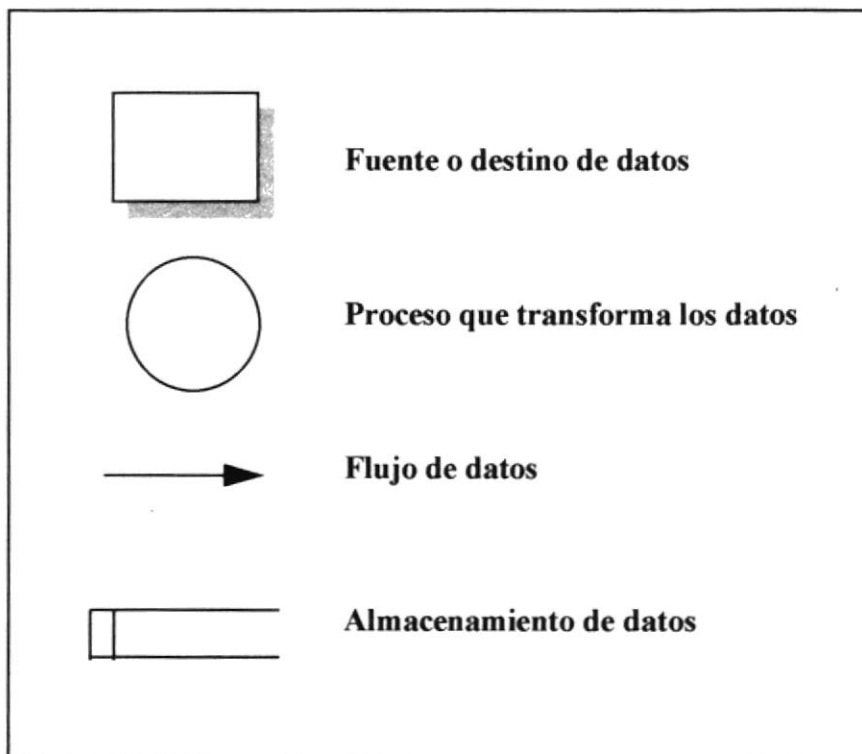 Fuente o destino de datos
Proceso que transforma los datos
Flujo de datos
Almacenamiento de datos